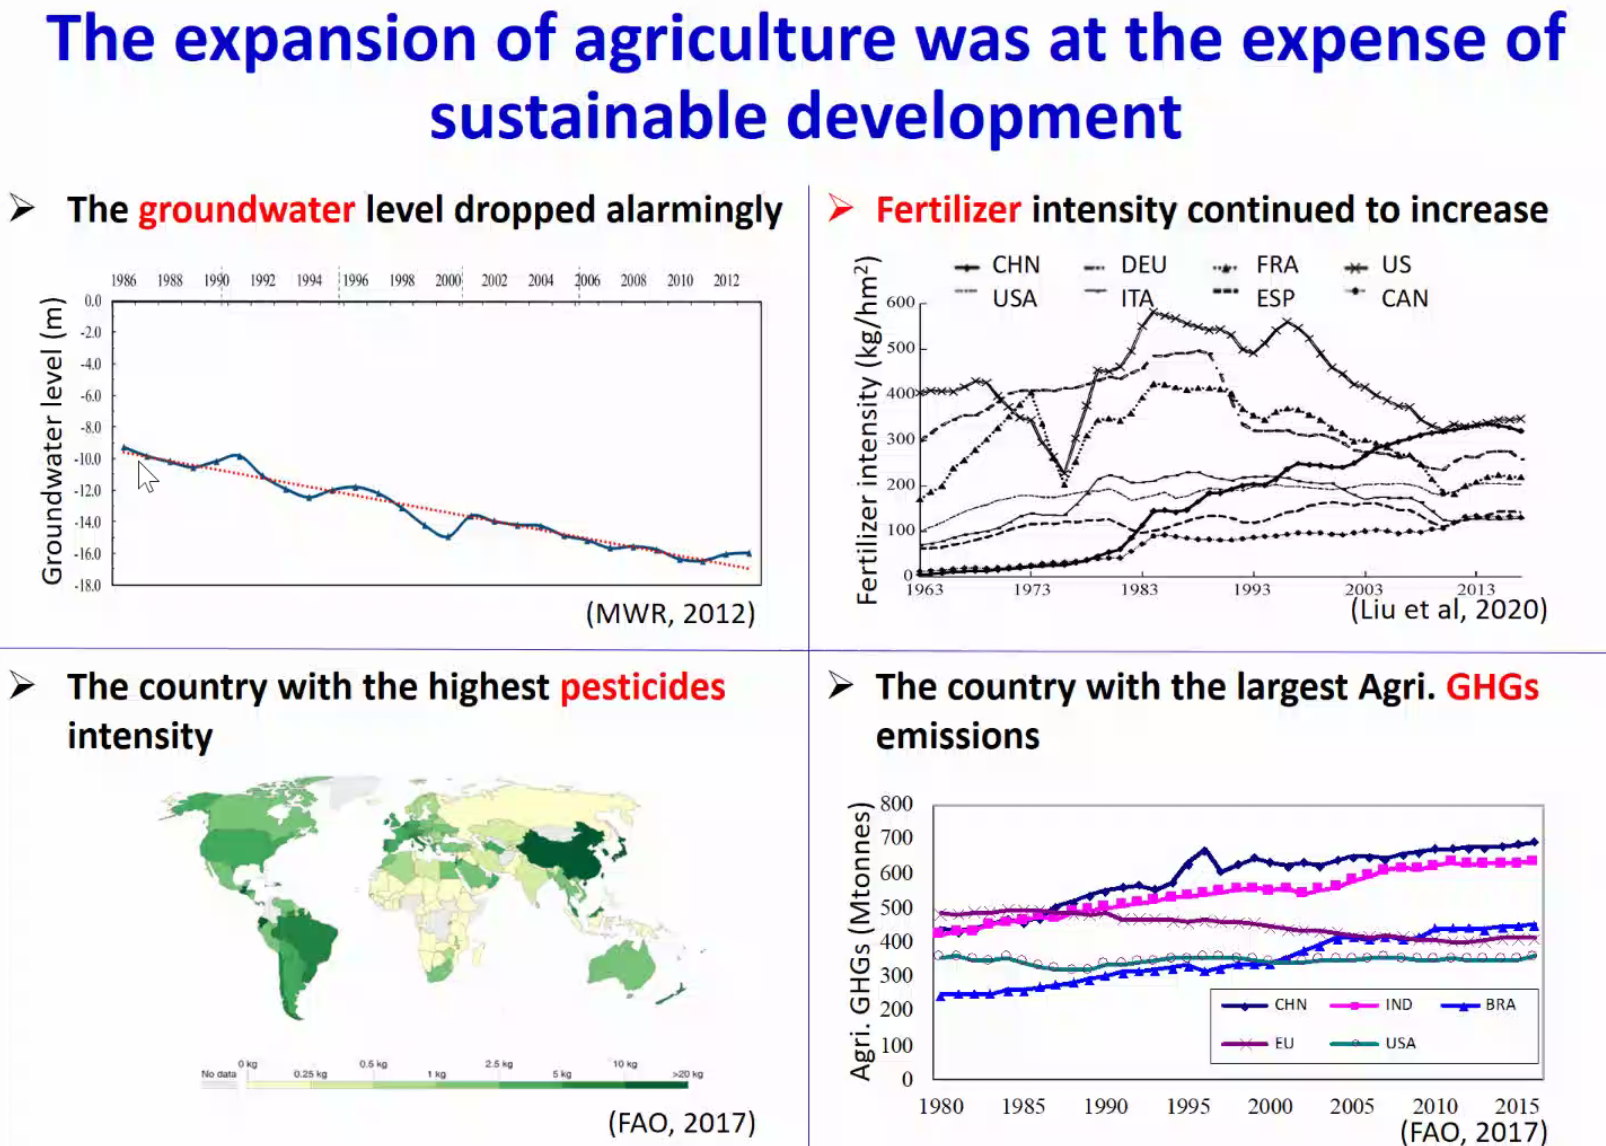 The expansion of agriculture was at the expense of
sustainable development
The groundwater level dropped alarmingly
1986 1988 1990 1992 1994 1996 1998 2000 2002 2004 2006 2008 2010 2012
Groundwater level (m)
0.0
-2.0
-4.0
-6.0
-8.0
-10.0
-12.0
-14.0
-16.0
-18.0
(MWR, 2012)
Fertilizer intensity continued to increase
CHN DEU FRA US
USA ITA ESP CAN
Fertilizer intensity (kg/hm²)
600
500
400
300
200
100
0
1963 1973 1983 1993 2003 2013
(Liu et al, 2020)
The country with the highest pesticides
intensity
No data 0 kg 0.25 kg 0.5 kg 1 kg 2.5 kg 5 kg 10 kg >20 kg
(FAO, 2017)
The country with the largest Agri. GHGs
emissions
Agri. GHGs (Mtonnes)
800
700
600
500
400
300
200
100
0
CHN IND BRA
EU USA
1980 1985 1990 1995 2000 2005 2010 2015
(FAO, 2017)